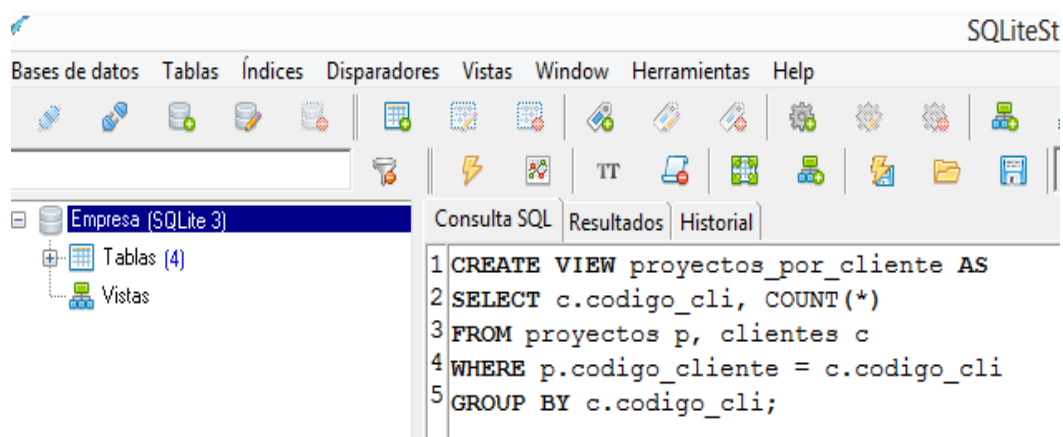 SQLiteSt
Bases de datos Tablas Índices Disparadores Vistas Window Herramientas Help
TT
Empresa (SQLite 3)
Tablas (4)
Vistas
Consulta SQL Resultados Historial
1 CREATE VIEW proyectos_por_cliente AS
2 SELECT c.codigo_cli, COUNT(*)
3 FROM proyectos p, clientes c
4 WHERE p.codigo_cliente = c.codigo_cli
5 GROUP BY c.codigo_cli;